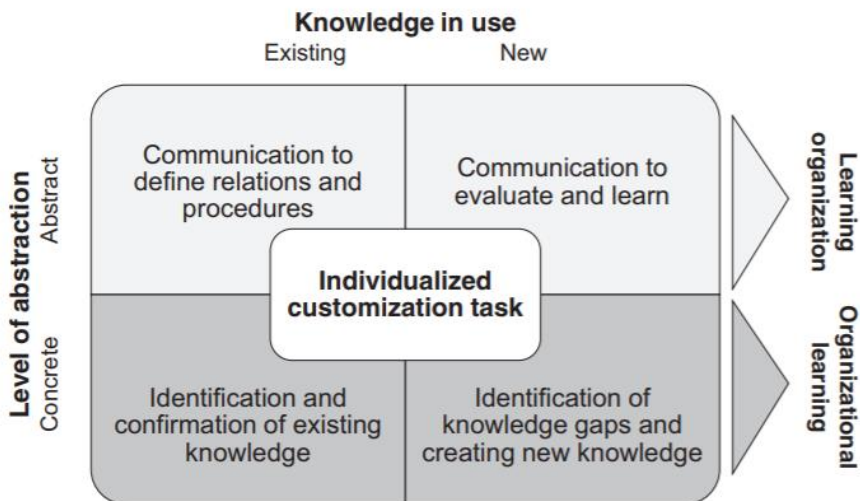 Knowledge in use
Existing
New
Level of abstraction
Abstract
Communication to
define relations and
procedures
Communication to
evaluate and learn
Learning
organization
Individualized
customization task
Concrete
Identification and
confirmation of existing
knowledge
Identification of
knowledge gaps and
creating new knowledge
Organizational
learning